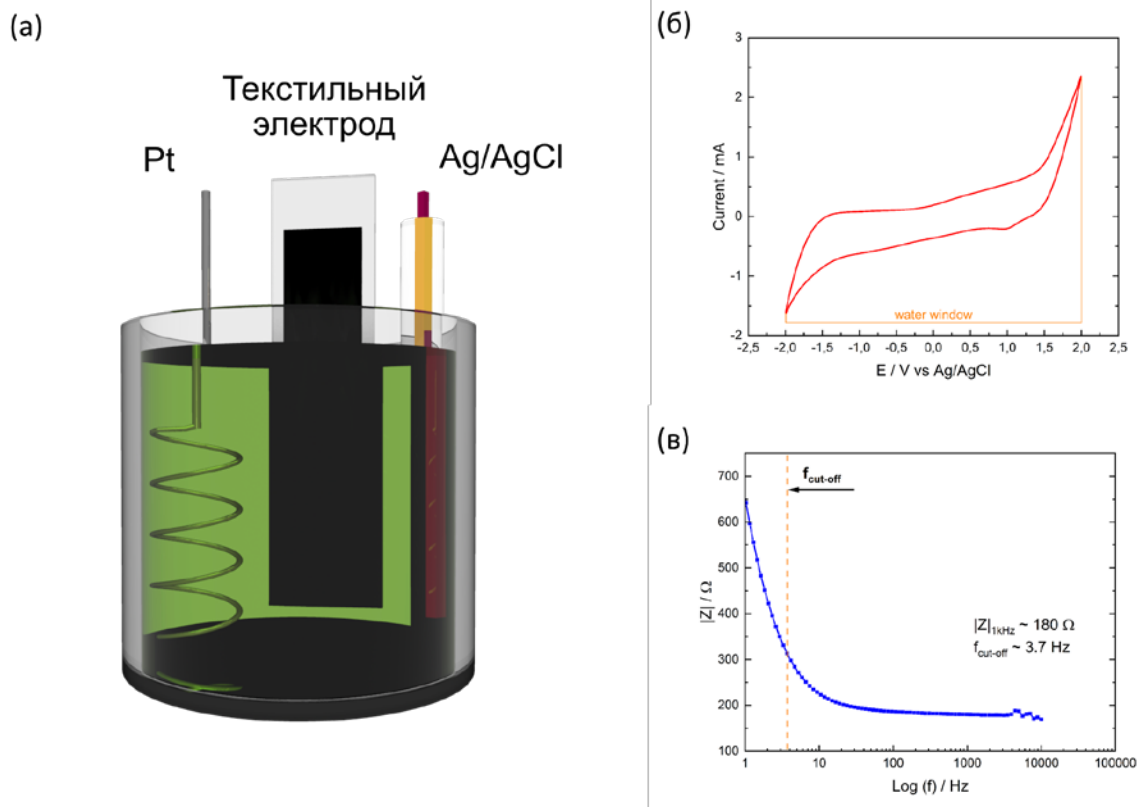 (а)
Текстильный
электрод
Pt
Ag/AgCl
(б)
3
2
1
0
-1
-2
Current / mA
water window
-2,5 -2,0 -1,5 -1,0 -0,5 0,0 0,5 1,0 1,5 2,0 2,5
E / V vs Ag/AgCl
(в)
700
600
500
400
300
200
100
|Z| / Ω
f cut-off
|Z|1kHz ~ 180 Ω
fcut-off ~ 3.7 Hz
1 10 100 1000 10000 100000
Log (f) / Hz